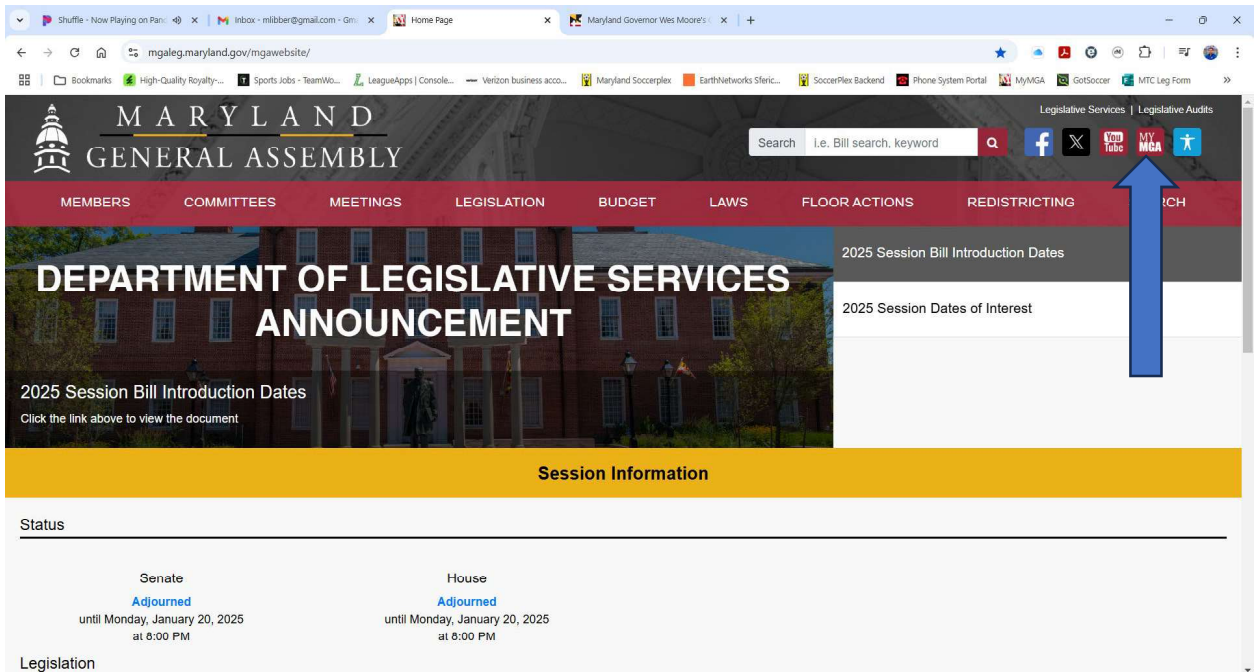 Shuffle - Now Playing on Pan
Inbox - mlibber@gmail.com - Gm
Home Page
Maryland Governor Wes Moore's
mgaleg.maryland.gov/mgawebsite/
Bookmarks
High-Quality Royalty-...
Sports Jobs - TeamWo...
LeagueApps | Console...
Verizon business acco...
Maryland Soccerplex
EarthNetworks Sferic...
SoccerPlex Backend
Phone System Portal
MyMGA
GotSoccer
MTC Leg Form
MARYLAND
GENERAL ASSEMBLY
Legislative Services | Legislative Audits
Search i.e. Bill search, keyword
You Tube
MY MGA
MEMBERS COMMITTEES MEETINGS LEGISLATION BUDGET LAWS FLOOR ACTIONS REDISTRICTING
DEPARTMENT OF LEGISLATIVE SERVICES
ANNOUNCEMENT
2025 Session Bill Introduction Dates
Click the link above to view the document
2025 Session Bill Introduction Dates
2025 Session Dates of Interest
Session Information
Status
Senate
Adjourned
until Monday, January 20, 2025
at 8:00 PM
House
Adjourned
until Monday, January 20, 2025
at 8:00 PM
Legislation